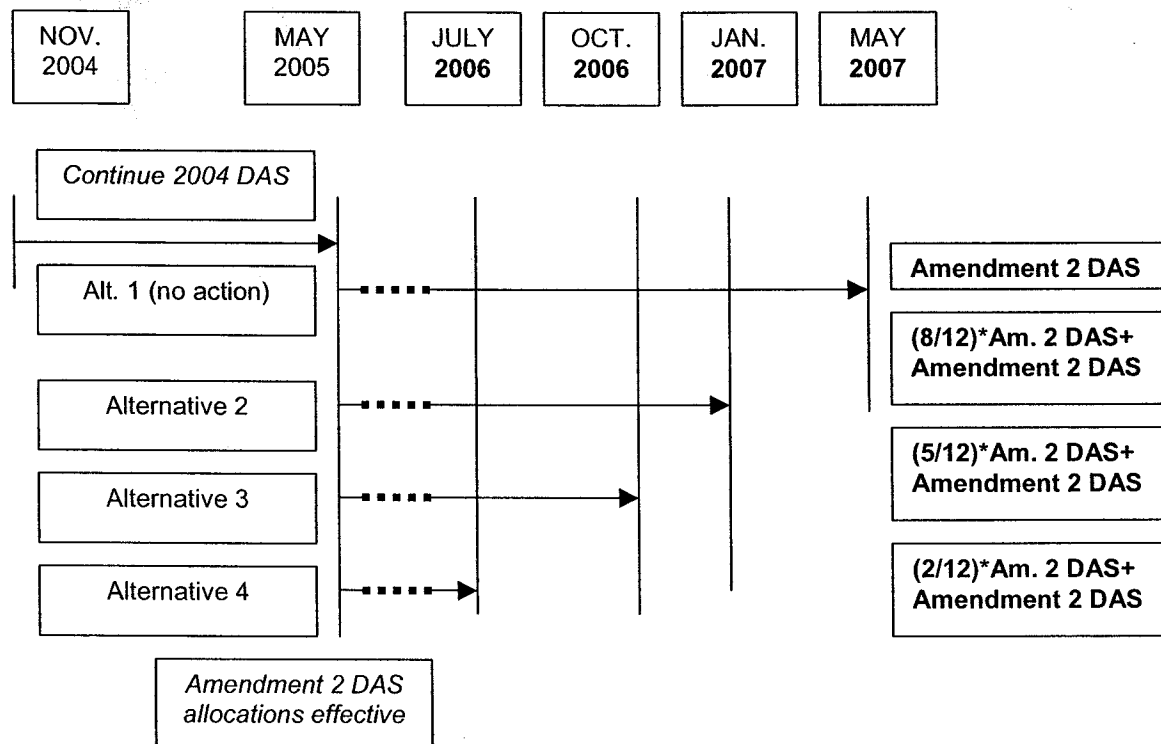 NOV.
2004
MAY
2005
JULY
2006
OCT.
2006
JAN.
2007
MAY
2007
Continue 2004 DAS
Alt. 1 (no action)
Amendment 2 DAS
(8/12)*Am. 2 DAS+
Amendment 2 DAS
Alternative 2
(5/12)*Am. 2 DAS+
Amendment 2 DAS
Alternative 3
(2/12)*Am. 2 DAS+
Amendment 2 DAS
Alternative 4
Amendment 2 DAS
allocations effective